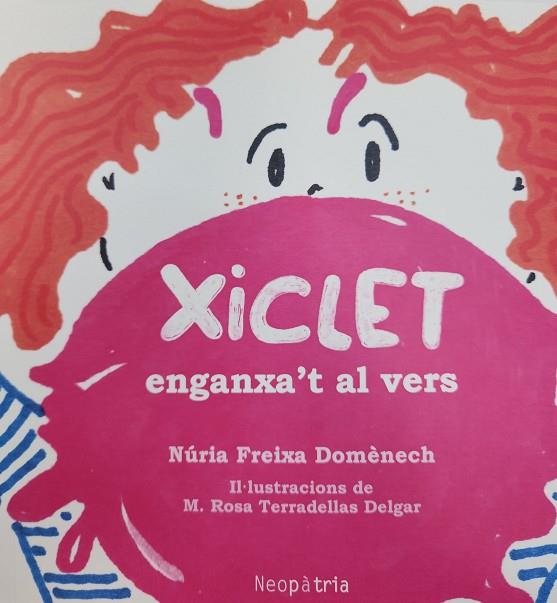 XiCLET
enganxa't al vers
Núria Freixa Domènech
Il·lustracions de
M. Rosa Terradellas Delgar
Neopàtria